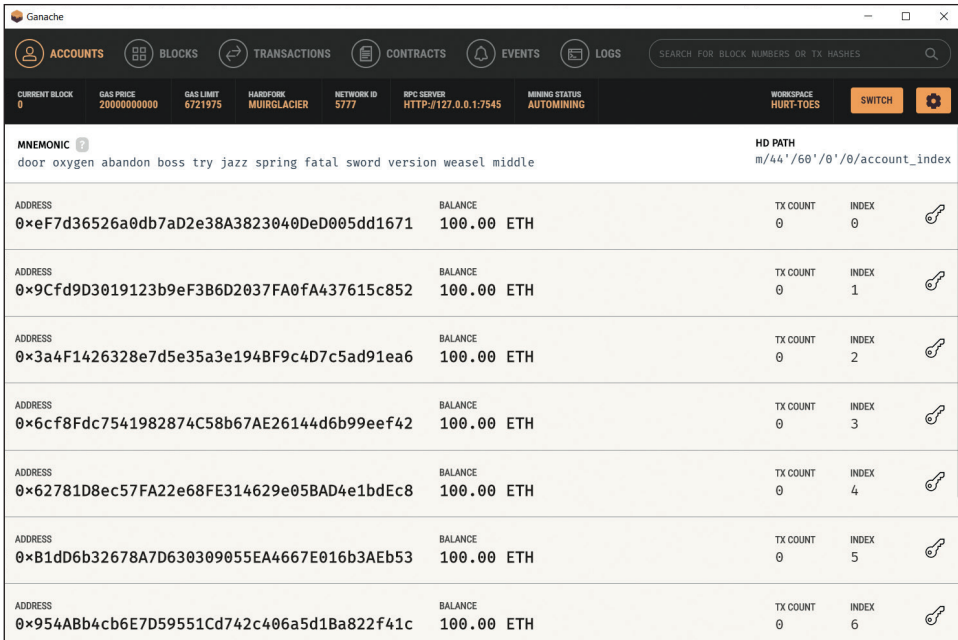 Ganache
ACCOUNTS BLOCKS TRANSACTIONS CONTRACTS EVENTS LOGS SEARCH FOR BLOCK NUMBERS OR TX HASHES
CURRENT BLOCK GAS PRICE GAS LIMIT HARDFORK NETWORK ID RPC SERVER MINING STATUS WORKSPACE
0 20000000000 6721975 MUIRGLACIER 5777 HTTP://127.0.0.1:7545 AUTOMINING HURT-TOES SWITCH
MNEMONIC ? HD PATH
door oxygen abandon boss try jazz spring fatal sword version weasel middle m/44'/60'/0'/0/account_index
ADDRESS BALANCE TX COUNT INDEX
0×eF7d36526a0db7aD2e38A3823040DeD005dd1671 100.00 ETH 0 0
ADDRESS BALANCE TX COUNT INDEX
0×9Cfd9D3019123b9eF3B6D2037FA0fA437615c852 100.00 ETH 0 1
ADDRESS BALANCE TX COUNT INDEX
0×3a4F1426328e7d5e35a3e194BF9c4D7c5ad91ea6 100.00 ETH 0 2
ADDRESS BALANCE TX COUNT INDEX
0×6cf8Fdc7541982874C58b67AE26144d6b99eef42 100.00 ETH 0 3
ADDRESS BALANCE TX COUNT INDEX
0×62781D8ec57FA22e68FE314629e05BAD4e1bdEc8 100.00 ETH 0 4
ADDRESS BALANCE TX COUNT INDEX
0×B1dD6b32678A7D630309055EA4667E016b3AEb53 100.00 ETH 0 5
ADDRESS BALANCE TX COUNT INDEX
0×954ABb4cb6E7D59551Cd742c406a5d1Ba822f41c 100.00 ETH 0 6